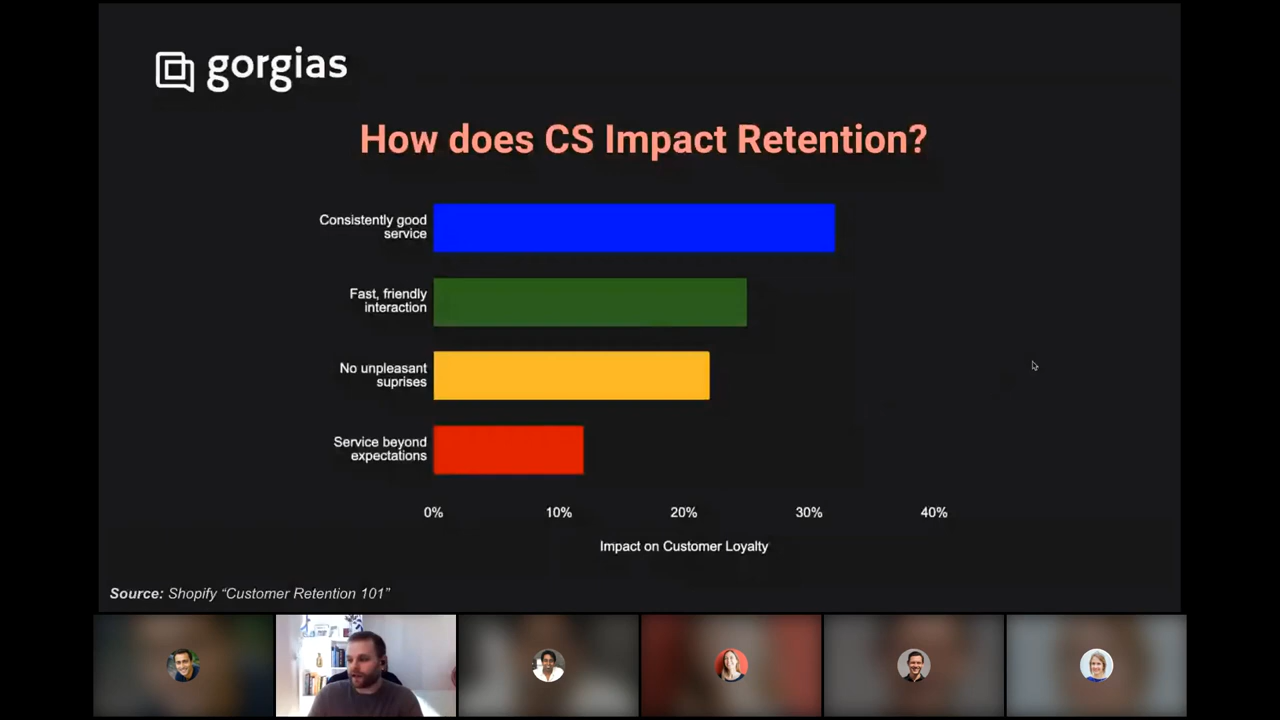 gorgias
How does CS Impact Retention?
Consistently good
service
Fast, friendly
interaction
No unpleasant
suprises
Service beyond
expectations
0% 10% 20% 30% 40%
Impact on Customer Loyalty
Source: Shopify “Customer Retention 101”